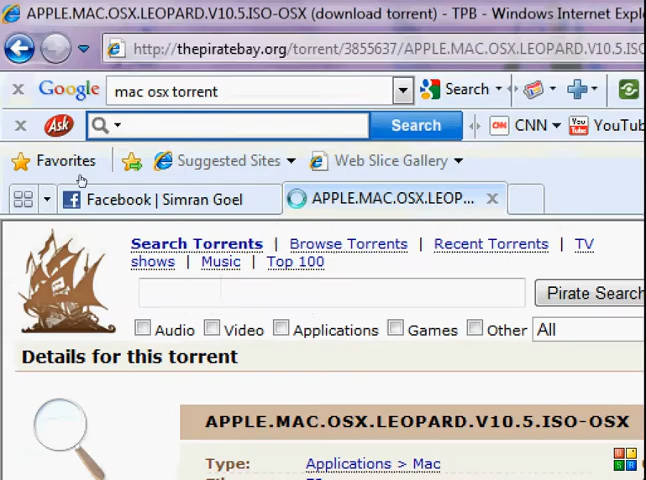 APPLE.MAC.OSX.LEOPARD.V10.5.ISO-OSX (download torrent) - TPB - Windows Internet Explo
http://thepiratebay.org/torrent/3855637/APPLE.MAC.OSX.LEOPARD.V10.5.ISO
x Google mac osx torrent Search
x Ask Search CNN You Tube YouTub
Favorites Suggested Sites Web Slice Gallery
Facebook | Simran Goel APPLE.MAC.OSX.LEOP... x
Search Torrents | Browse Torrents | Recent Torrents | TV
shows | Music | Top 100
Pirate Search
Audio Video Applications Games Other All
Details for this torrent
APPLE.MAC.OSX.LEOPARD.V10.5.ISO-OSX
Type: Applications > Mac